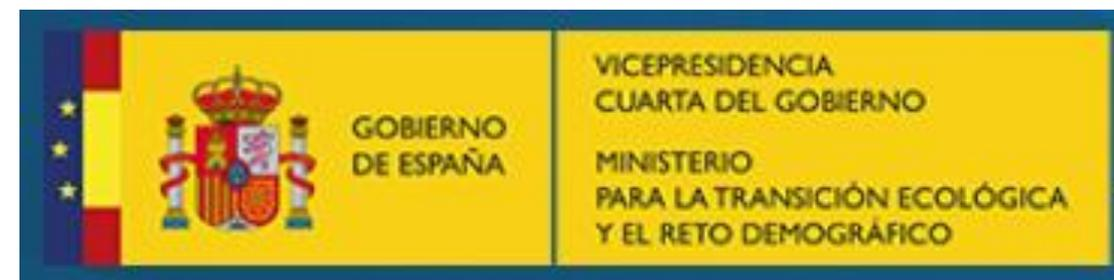 GOBIERNO
DE ESPAÑA
VICEPRESIDENCIA
CUARTA DEL GOBIERNO
MINISTERIO
PARA LA TRANSICIÓN ECOLÓGICA
Y EL RETO DEMOGRÁFICO